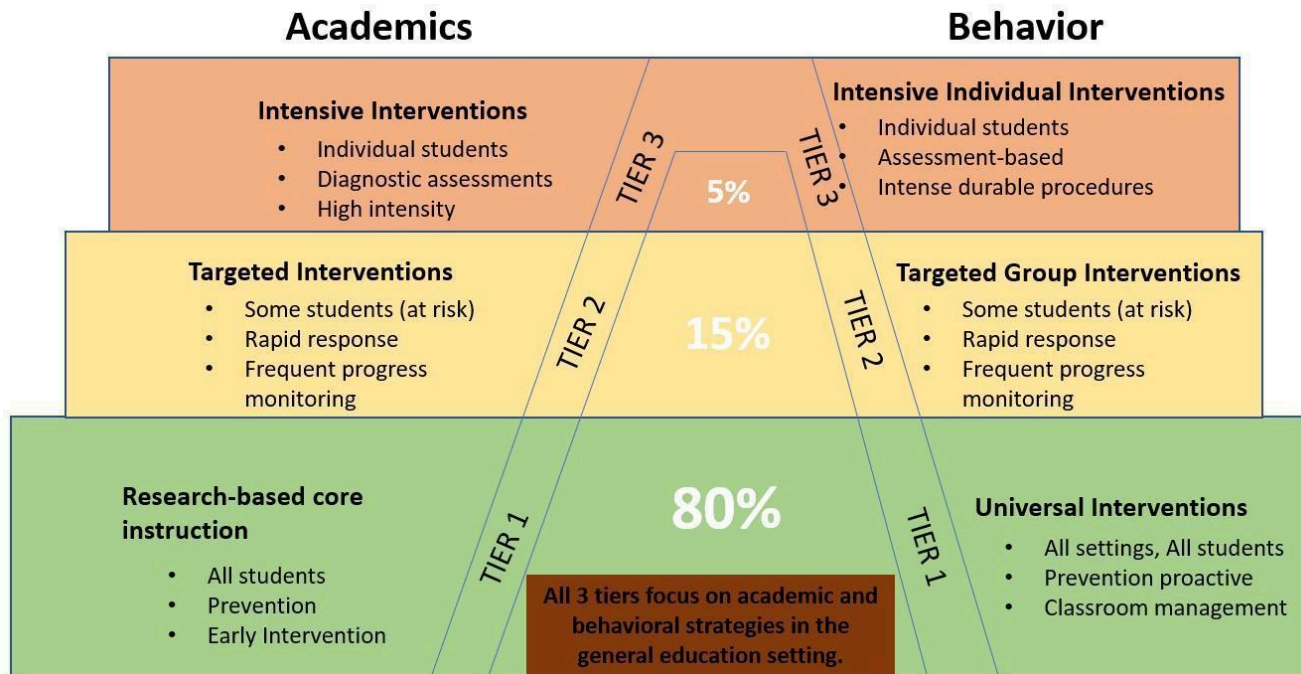 Academics
Behavior
Intensive Interventions
• Individual students
• Diagnostic assessments
• High intensity
TIER 3
5%
TIER 3
Intensive Individual Interventions
• Individual students
• Assessment-based
• Intense durable procedures
Targeted Interventions
• Some students (at risk)
• Rapid response
• Frequent progress
monitoring
TIER 2
15%
TIER 2
Targeted Group Interventions
• Some students (at risk)
• Rapid response
• Frequent progress
monitoring
Research-based core
instruction
• All students
• Prevention
• Early Intervention
TIER 1
80%
All 3 tiers focus on academic and
behavioral strategies in the
general education setting.
TIER 1
Universal Interventions
• All settings, All students
• Prevention proactive
• Classroom management